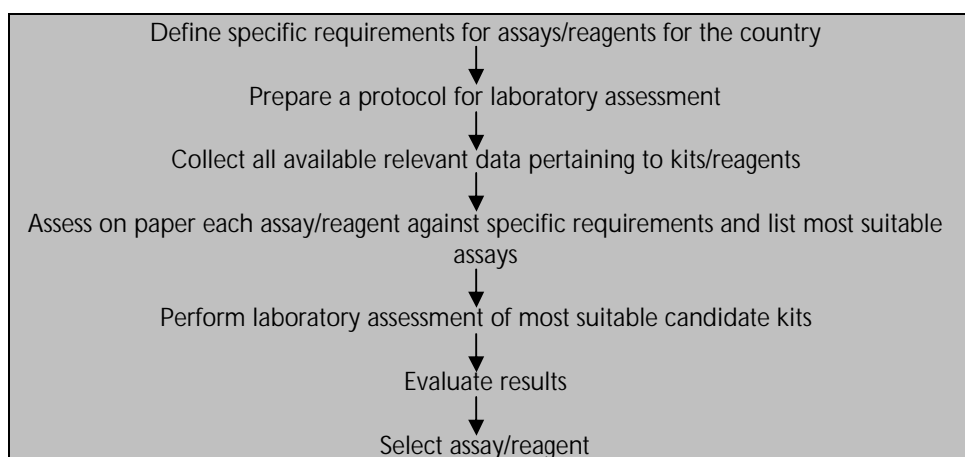 Define specific requirements for assays/reagents for the country
Prepare a protocol for laboratory assessment
Collect all available relevant data pertaining to kits/reagents
Assess on paper each assay/reagent against specific requirements and list most suitable
assays
Perform laboratory assessment of most suitable candidate kits
Evaluate results
Select assay/reagent